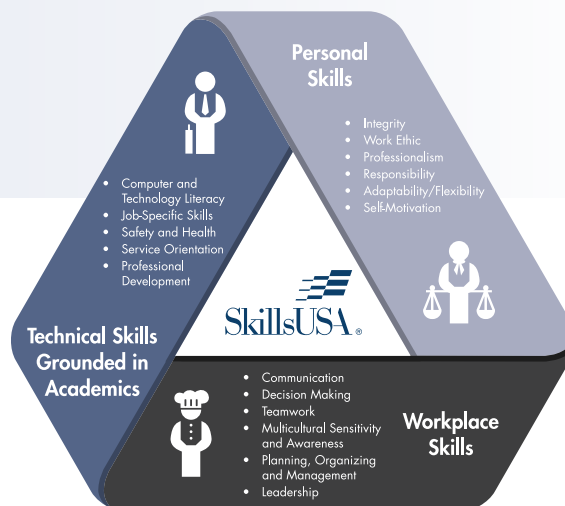 Personal
Skills
• Integrity
• Work Ethic
• Professionalism
• Responsibility
• Adaptability/Flexibility
• Self-Motivation
• Computer and
Technology Literacy
• Job-Specific Skills
• Safety and Health
• Service Orientation
• Professional
Development
Technical Skills
Grounded in
Academics
SkillsUSA®
• Communication
• Decision Making
• Teamwork
• Multicultural Sensitivity
and Awareness
• Planning, Organizing
and Management
• Leadership
Workplace
Skills